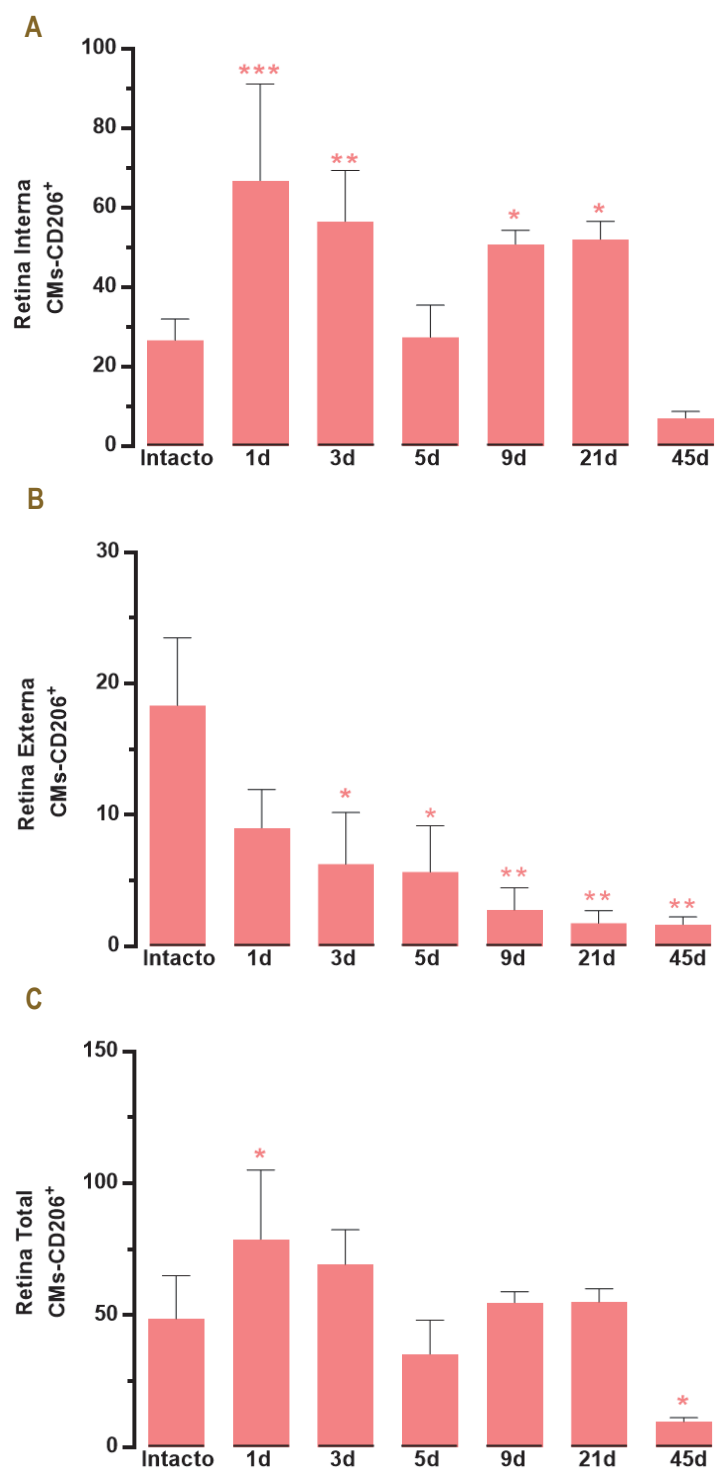 A
Retina Interna
CMs-CD206⁺
100
80
60
40
20
0
***
**
*
*
Intacto 1d 3d 5d 9d 21d 45d
B
Retina Externa
CMs-CD206⁺
30
20
10
0
*
*
**
**
**
Intacto 1d 3d 5d 9d 21d 45d
C
Retina Total
CMs-CD206⁺
150
100
50
0
*
*
Intacto 1d 3d 5d 9d 21d 45d